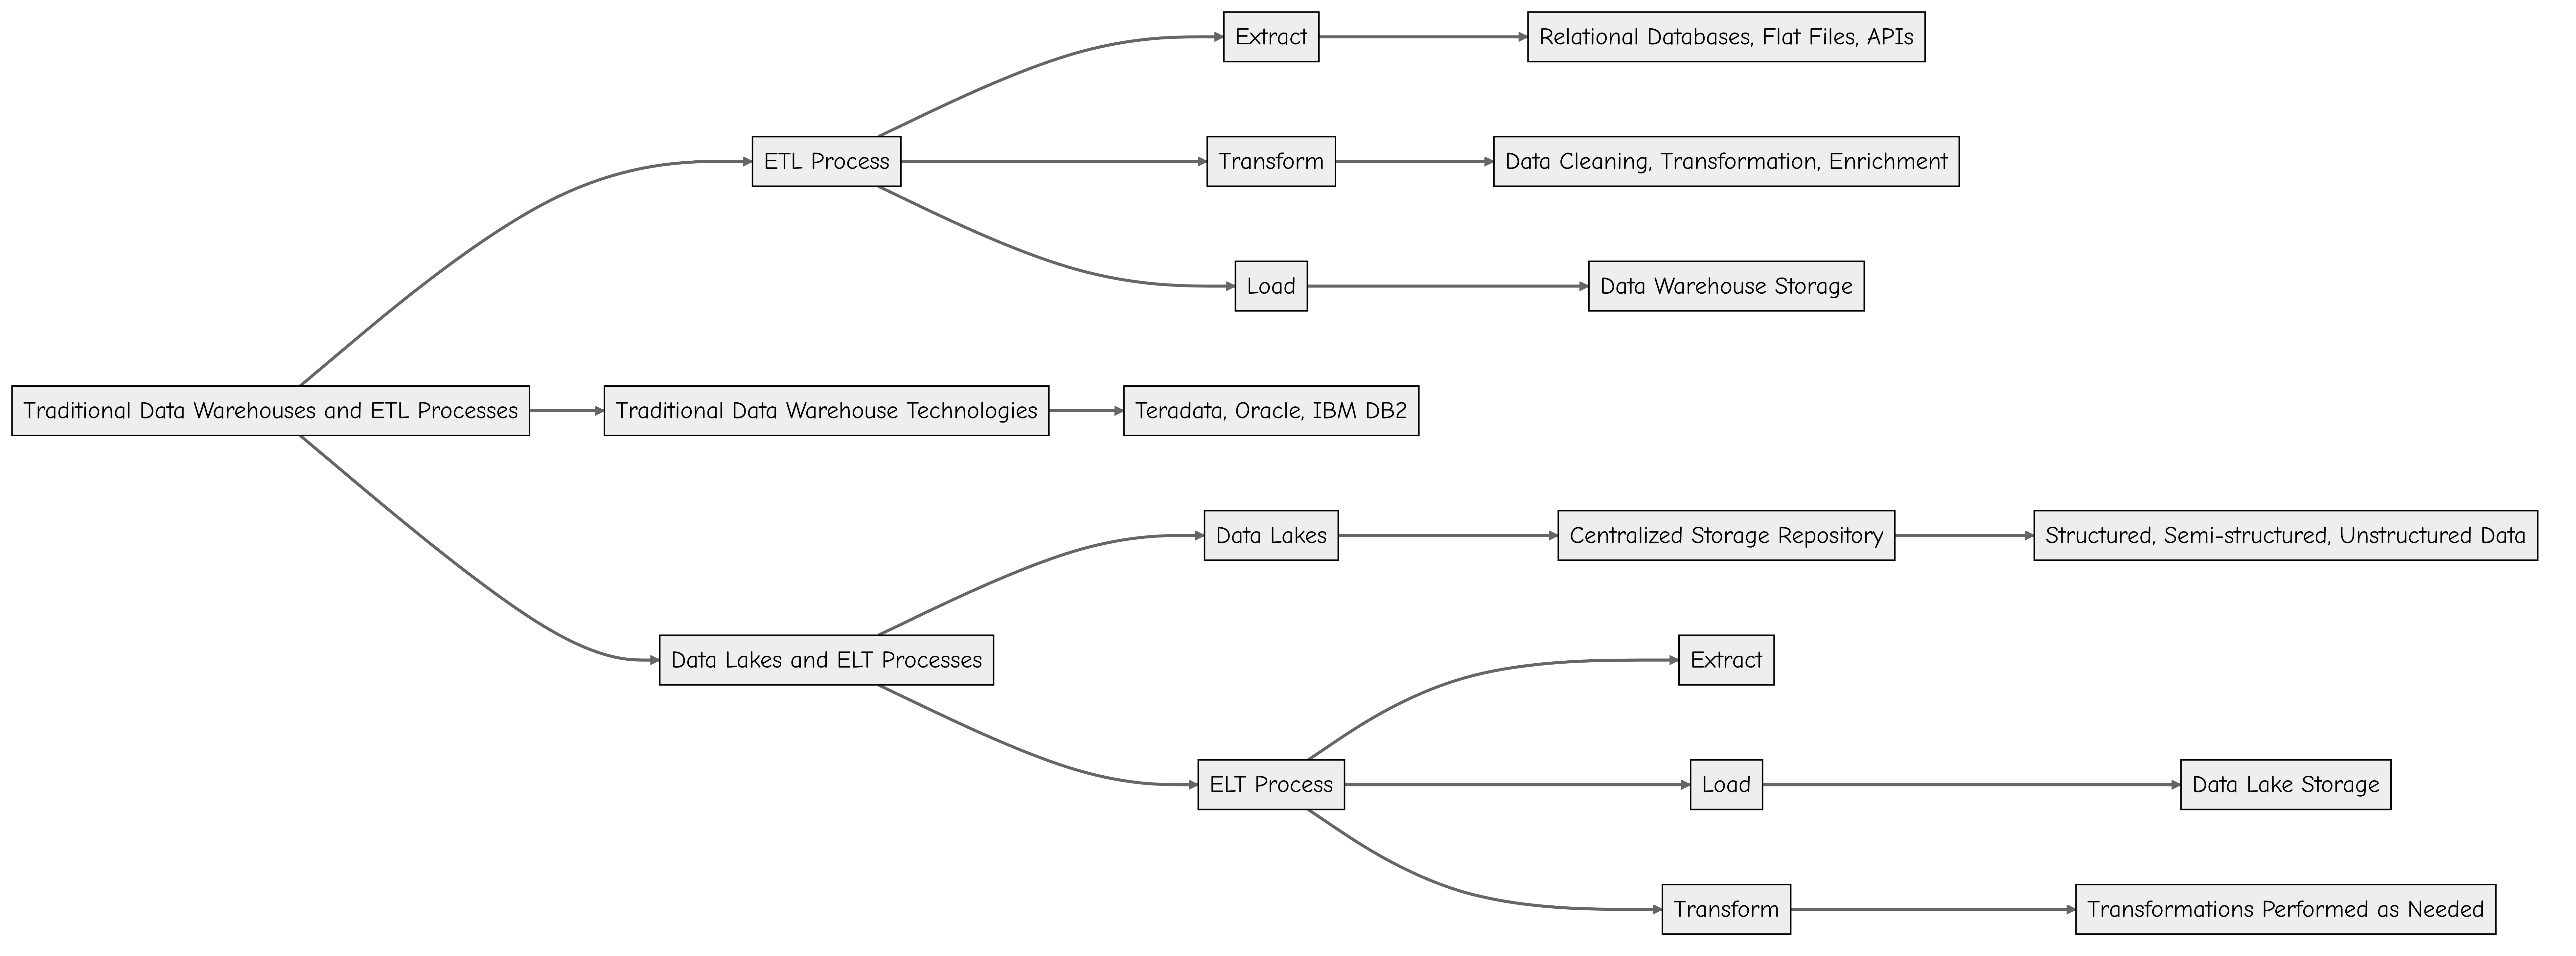 Extract
Relational Databases, Flat Files, APIs
ETL Process
Transform
Data Cleaning, Transformation, Enrichment
Load
Data Warehouse Storage
Traditional Data Warehouses and ETL Processes
Traditional Data Warehouse Technologies
Teradata, Oracle, IBM DB2
Data Lakes
Centralized Storage Repository
Structured, Semi-structured, Unstructured Data
Data Lakes and ELT Processes
Extract
ELT Process
Load
Data Lake Storage
Transform
Transformations Performed as Needed